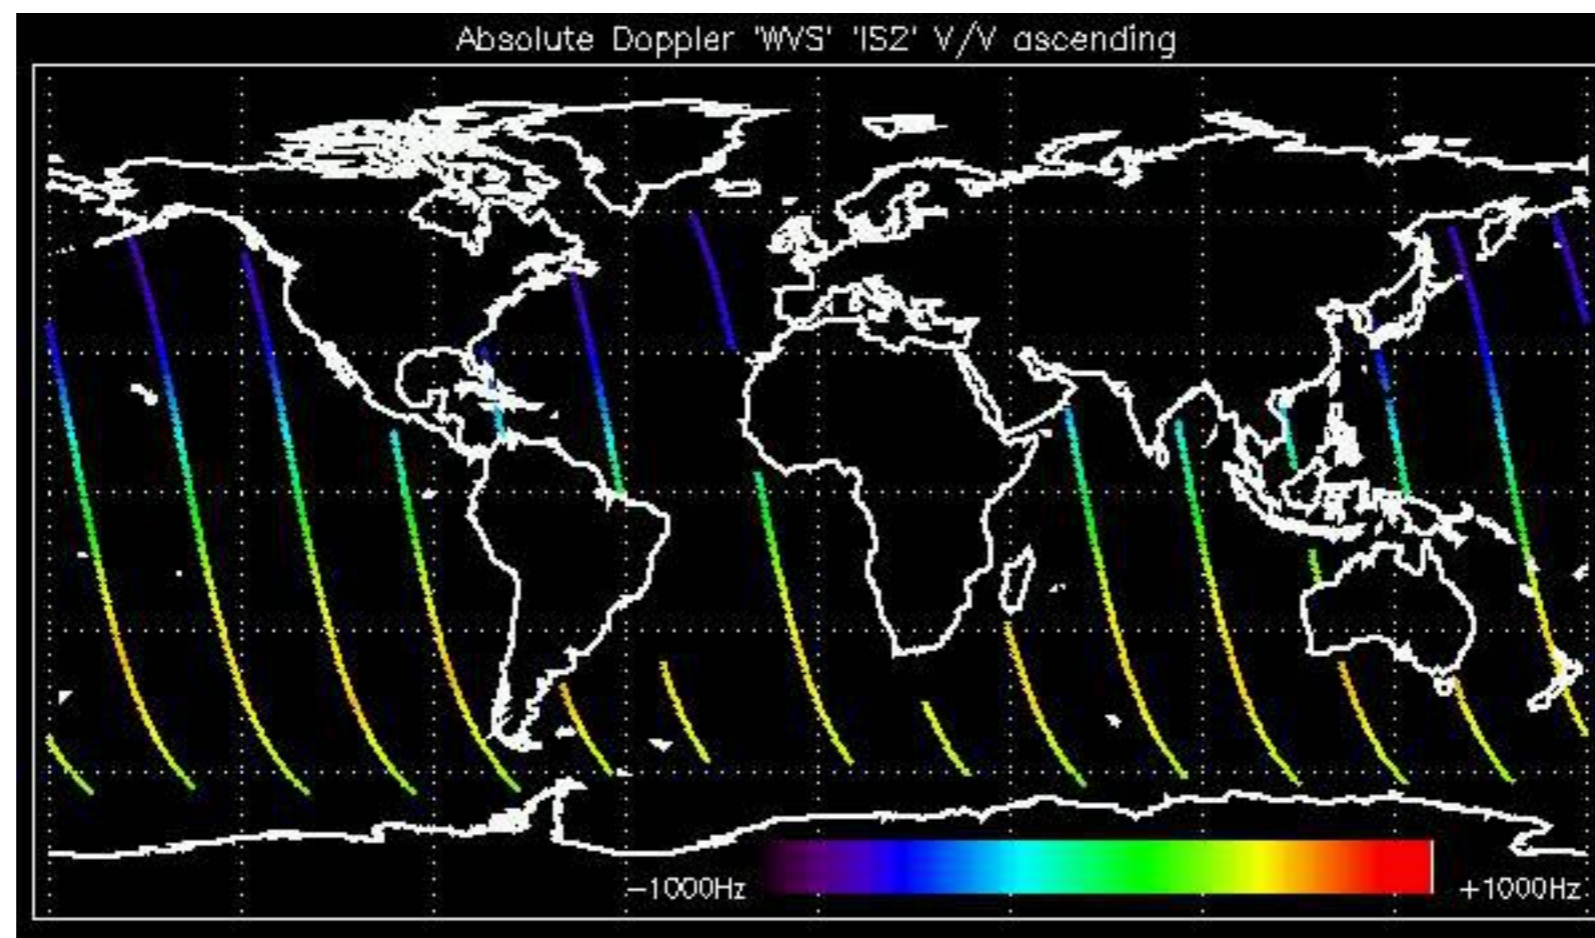 Absolute Doppler 'WVS' 'IS2' V/V ascending
-1000Hz +1000Hz